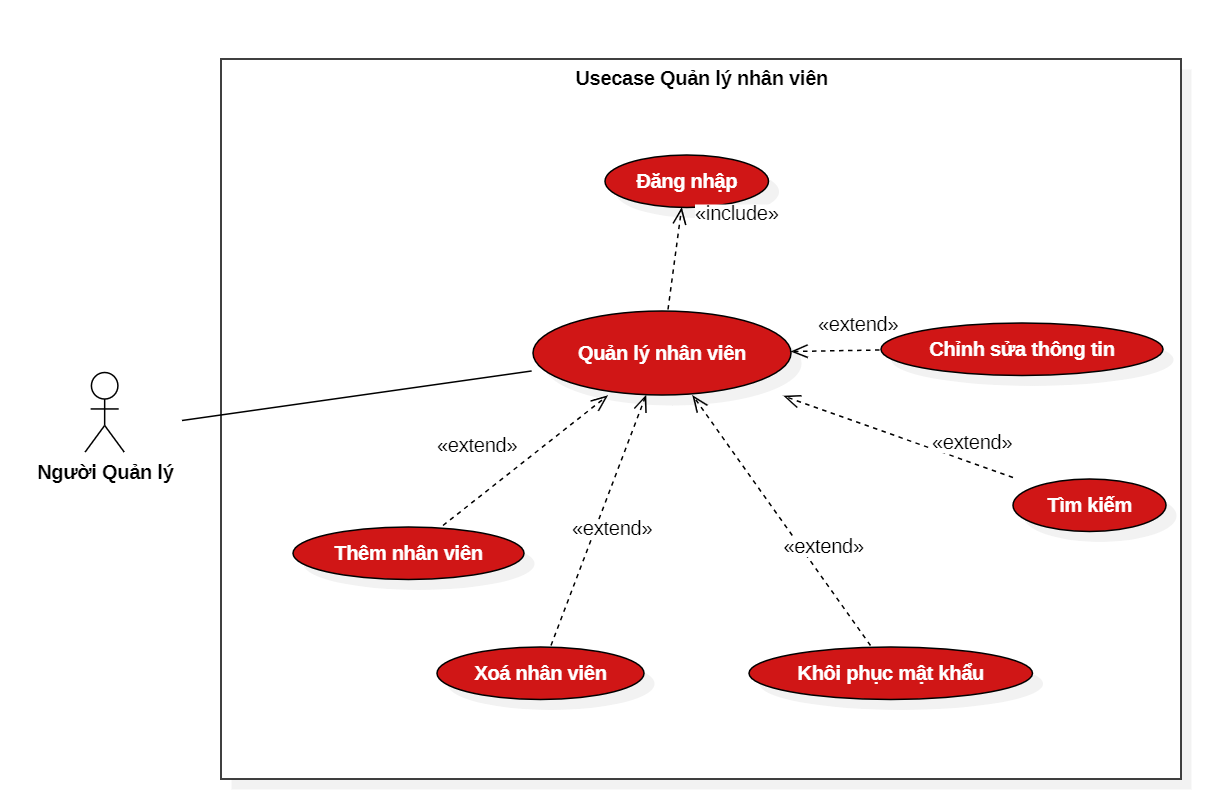 Usecase Quản lý nhân viên
Đăng nhập
«include»
«extend»
Quản lý nhân viên
Chỉnh sửa thông tin
«extend»
«extend»
Người Quản lý
Tìm kiếm
«extend»
«extend»
Thêm nhân viên
Xoá nhân viên
Khôi phục mật khẩu